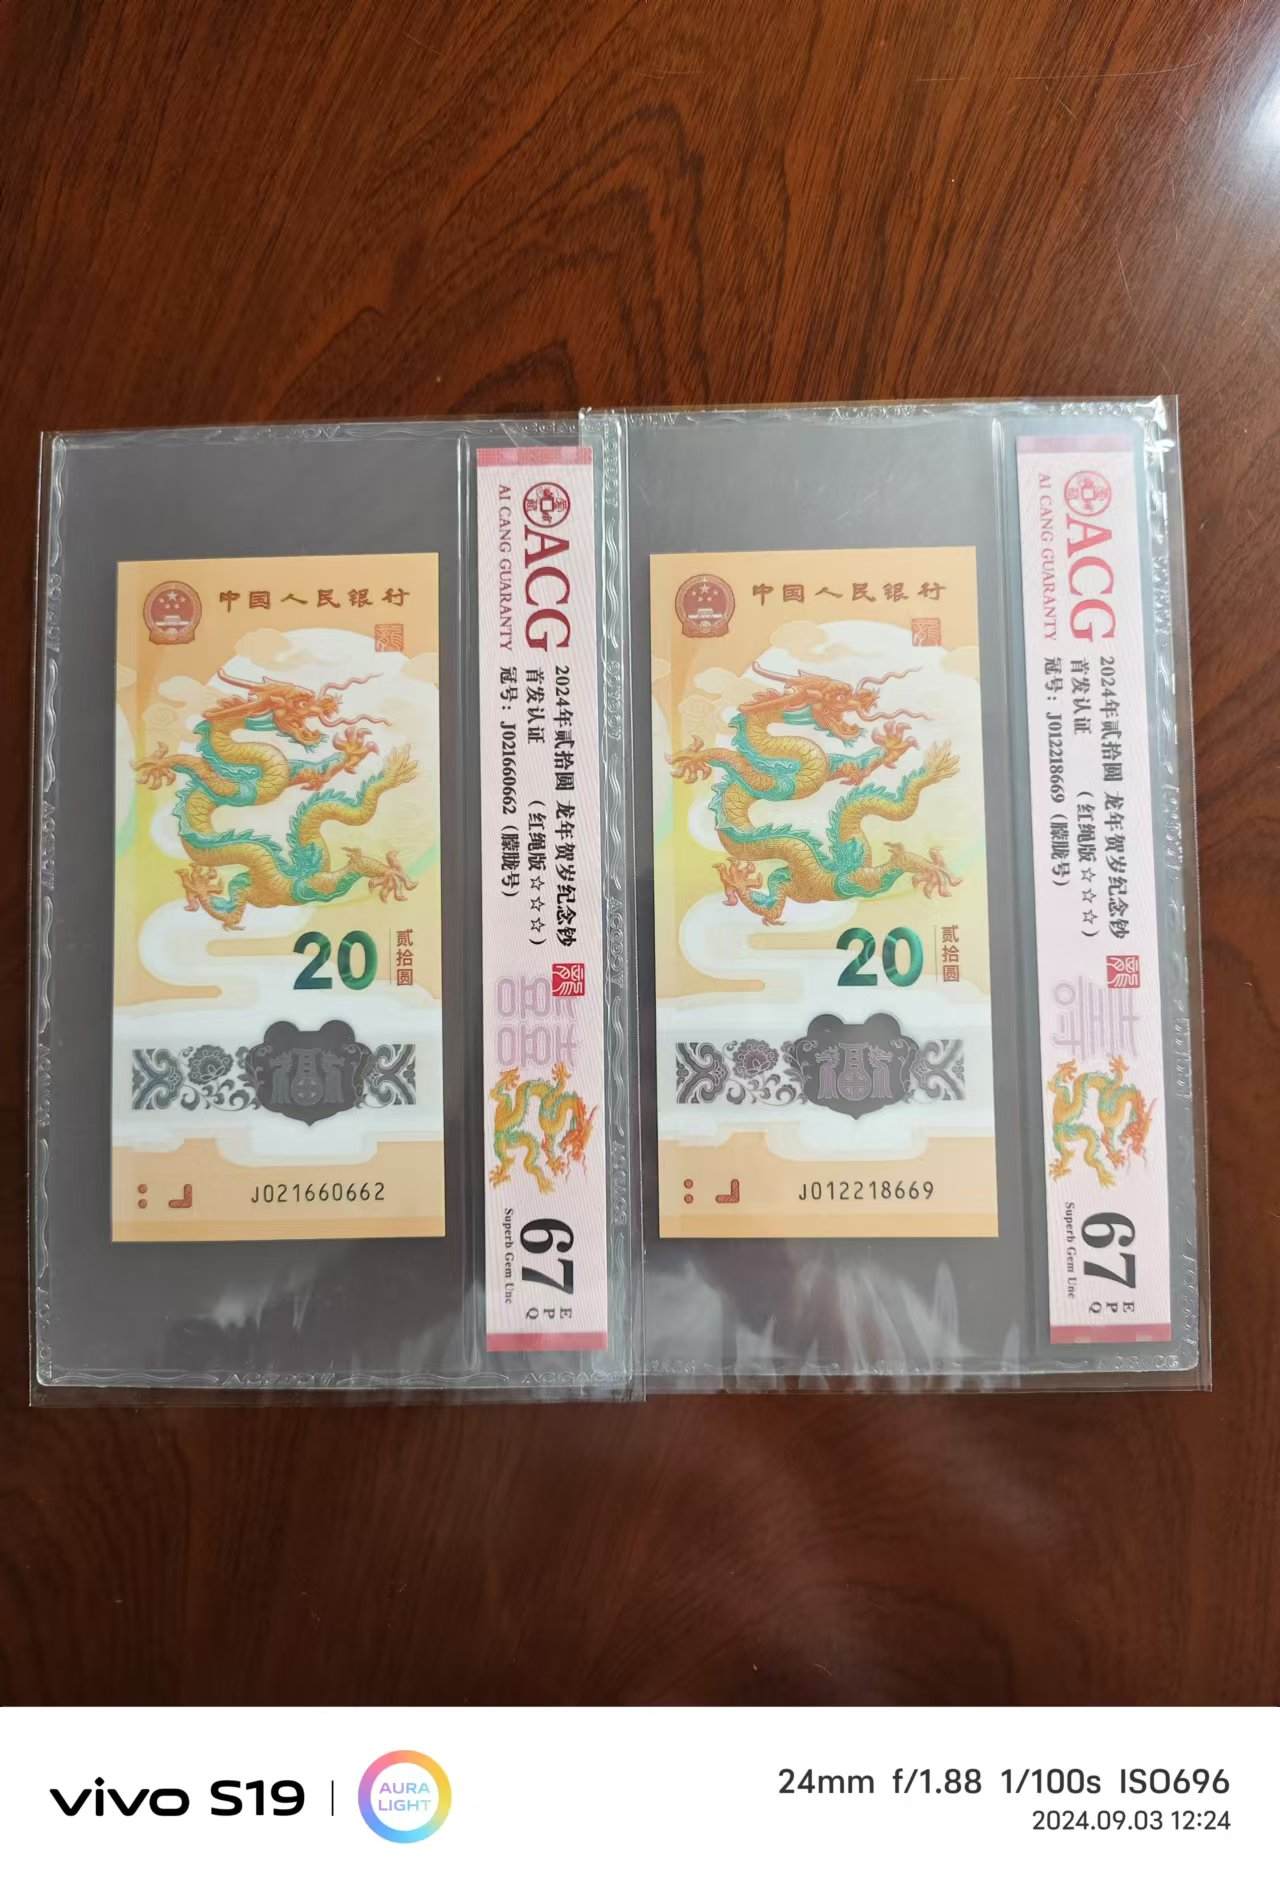 中国人民银行
20
贰拾圆
J021660662
ACG
AI CANG GUARANTY
2024年贰拾圆 龙年贺岁纪念钞
首发认证 （红绳版☆☆☆）
冠号：J021660662（朦胧号）
囍
67
EPQ
Superb Gem Unc
中国人民银行
20
贰拾圆
J012218669
ACG
AI CANG GUARANTY
2024年贰拾圆 龙年贺岁纪念钞
首发认证 （红绳版☆☆☆）
冠号：J012218669（朦胧号）
壽
67
EPQ
Superb Gem Unc
vivo S19
AURA
LIGHT
24mm f/1.88 1/100s ISO696
2024.09.03 12:24